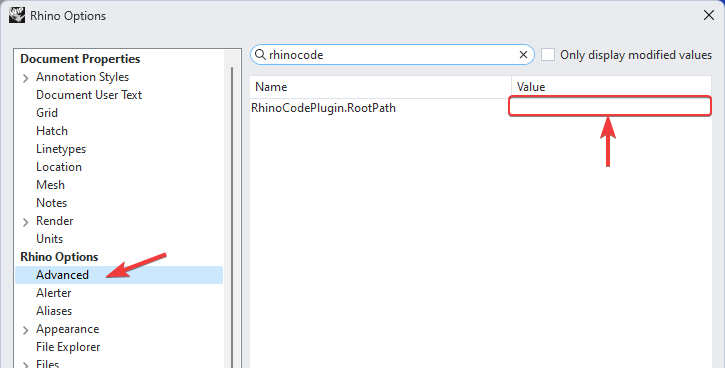 Rhino Options
Document Properties
Annotation Styles
Document User Text
Grid
Hatch
Linetypes
Location
Mesh
Notes
Render
Units
Rhino Options
Advanced
Alerter
Aliases
Appearance
File Explorer
Files
rhinocode
Only display modified values
Name Value
RhinoCodePlugin.RootPath